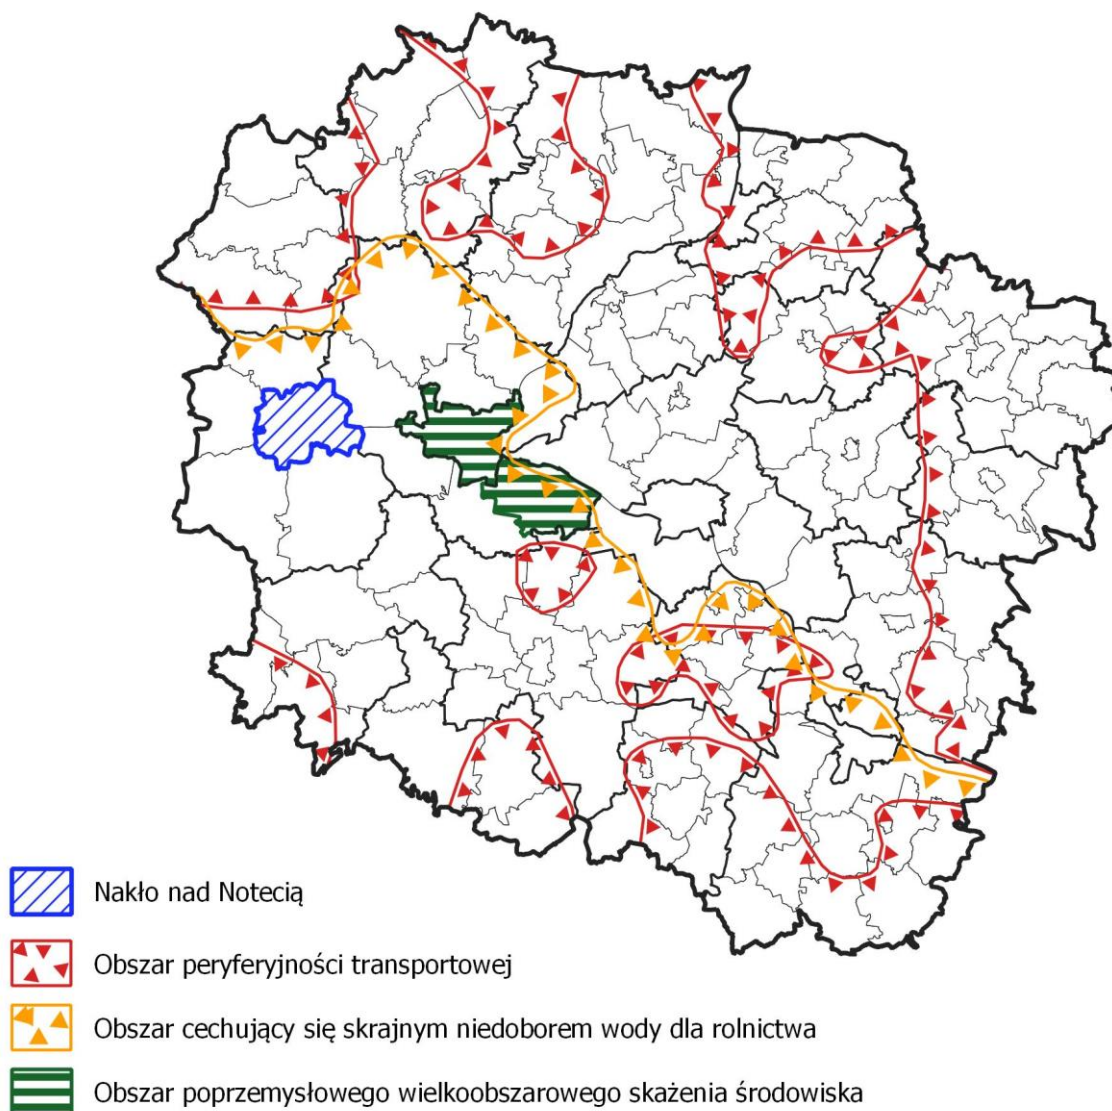 Nakło nad Notecią
Obszar peryferyjności transportowej
Obszar cechujący się skrajnym niedoborem wody dla rolnictwa
Obszar poprzemysłowego wielkoobszarowego skażenia środowiska